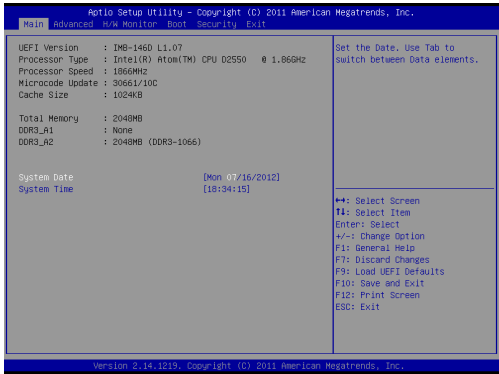 Aptio Setup Utility – Copyright (C) 2011 American Megatrends, Inc.
Main Advanced H/W Monitor Boot Security Exit
UEFI Version : IMB-146D L1.07
Processor Type : Intel(R) Atom(TM) CPU D2550 @ 1.86GHz
Processor Speed : 1866MHz
Microcode Update : 30661/10C
Cache Size : 1024KB
Total Memory : 2048MB
DDR3_A1 : None
DDR3_A2 : 2048MB (DDR3-1066)
System Date [Mon 07/16/2012]
System Time [18:34:15]
Set the Date. Use Tab to
switch between Data elements.
↔: Select Screen
↑↓: Select Item
Enter: Select
+/-: Change Option
F1: General Help
F7: Discard Changes
F9: Load UEFI Defaults
F10: Save and Exit
F12: Print Screen
ESC: Exit
Version 2.14.1219. Copyright (C) 2011 American Megatrends, Inc.